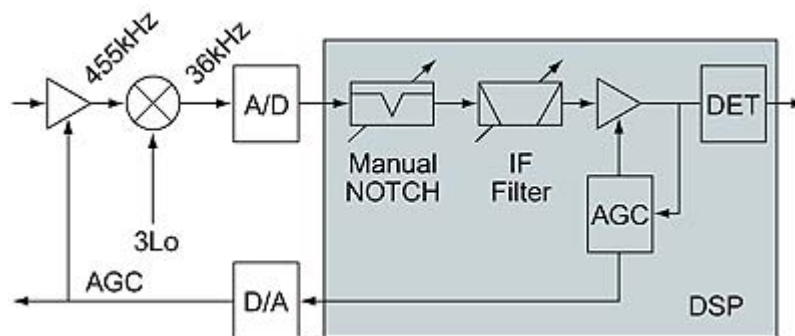 455kHz
36kHz
A/D
Manual
NOTCH
IF
Filter
DET
AGC
3Lo
AGC
D/A
DSP